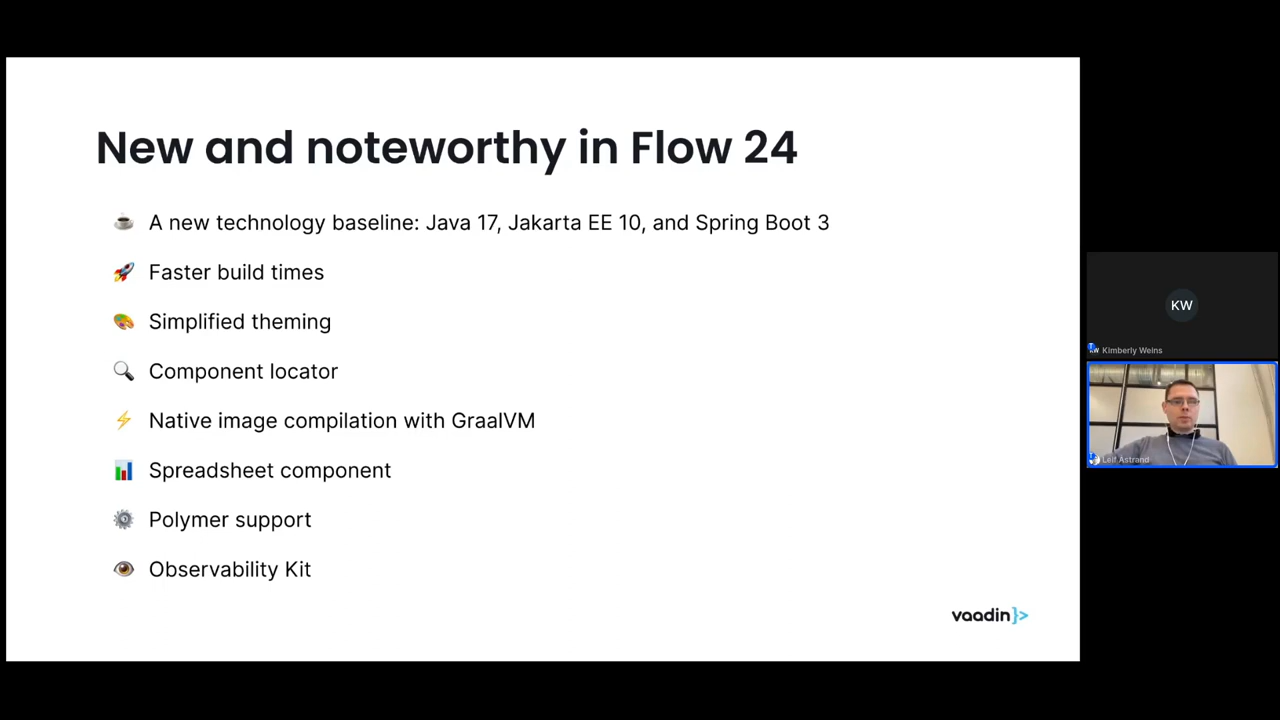 New and noteworthy in Flow 24
A new technology baseline: Java 17, Jakarta EE 10, and Spring Boot 3
Faster build times
Simplified theming
Component locator
Native image compilation with GraalVM
Spreadsheet component
Polymer support
Observability Kit
vaadin}>
KW
Kimberly Weins
Leif Åstrand